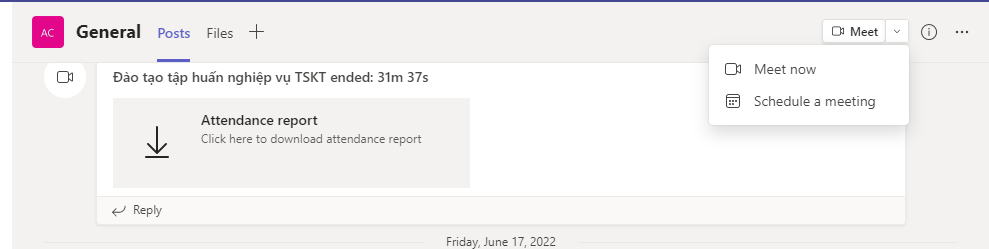 AC General Posts Files Meet
Meet now
Schedule a meeting
Đào tạo tập huấn nghiệp vụ TSKT ended: 31m 37s
Attendance report
Click here to download attendance report
Reply
Friday, June 17, 2022